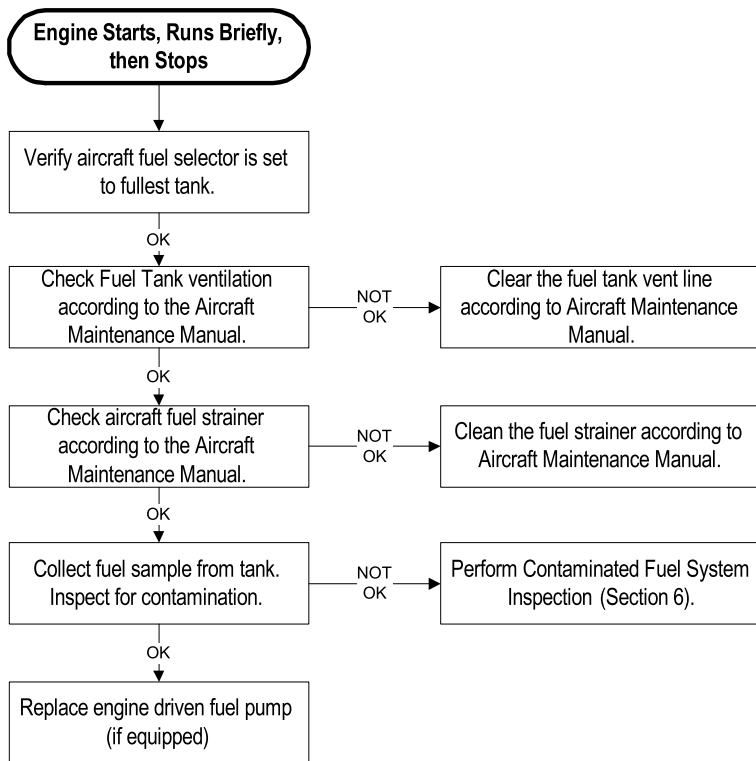 Engine Starts, Runs Briefly,
then Stops
Verify aircraft fuel selector is set
to fullest tank.
OK
Check Fuel Tank ventilation
according to the Aircraft
Maintenance Manual.
NOT
OK
Clear the fuel tank vent line
according to Aircraft Maintenance
Manual.
OK
Check aircraft fuel strainer
according to the Aircraft
Maintenance Manual.
NOT
OK
Clean the fuel strainer according to
Aircraft Maintenance Manual.
OK
Collect fuel sample from tank.
Inspect for contamination.
NOT
OK
Perform Contaminated Fuel System
Inspection (Section 6).
OK
Replace engine driven fuel pump
(if equipped)